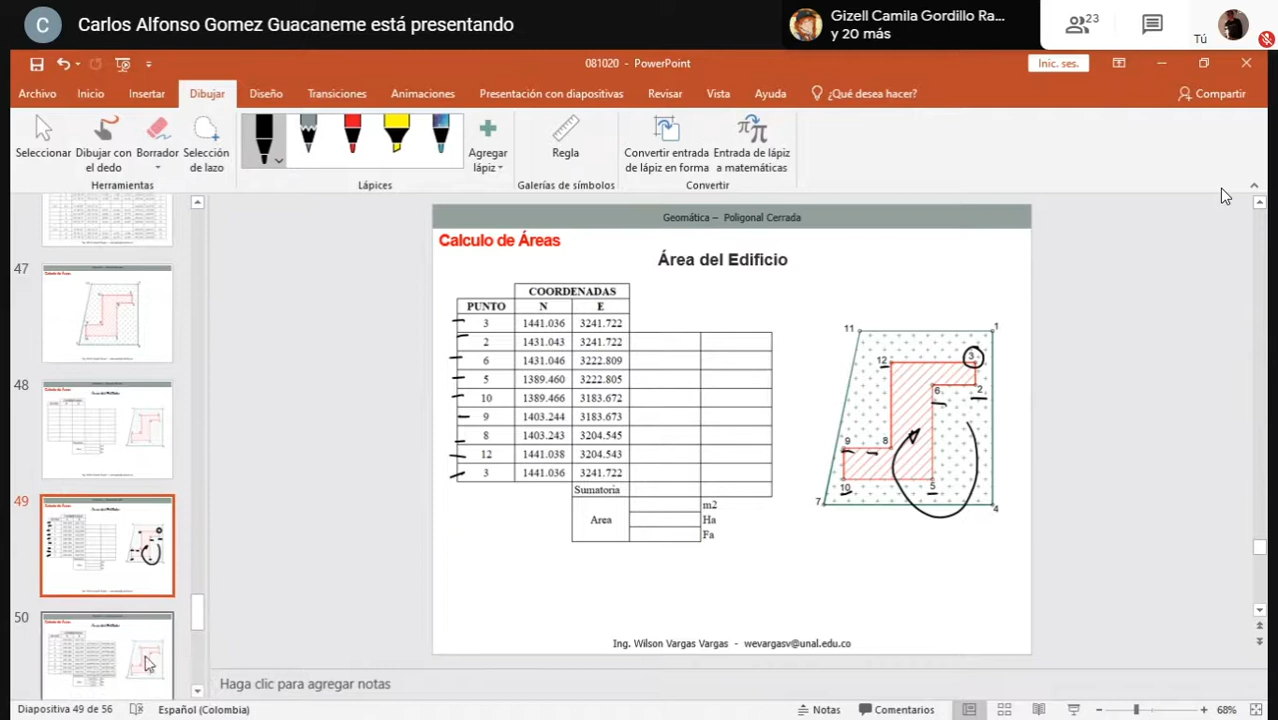 C Carlos Alfonso Gomez Guacaneme está presentando
Gizell Camila Gordillo Ra...
y 20 más
23
Tú
081020 - PowerPoint
Inic. ses.
Archivo Inicio Insertar Dibujar Diseño Transiciones Animaciones Presentación con diapositivas Revisar Vista Ayuda ¿Qué desea hacer? Compartir
Seleccionar Dibujar con el dedo Borrador Selección de lazo
Herramientas
Agregar lápiz
Lápices
Regla
Galerías de símbolos
Convertir entrada de lápiz en forma
Entrada de lápiz a matemáticas
Convertir
47
48
49
50
Geomática – Poligonal Cerrada
Calculo de Áreas
Área del Edificio
COORDENADAS
PUNTO N E
3 1441.036 3241.722
2 1431.043 3241.722
6 1431.046 3222.809
5 1389.460 3222.805
10 1389.466 3183.672
9 1403.244 3183.673
8 1403.243 3204.545
12 1441.038 3204.543
3 1441.036 3241.722
Sumatoria
Area
m2
Ha
Fa
11
1
12
3
6
2
9
8
10
5
7
4
Ing. Wilson Vargas Vargas - wevargasv@unal.edu.co
Haga clic para agregar notas
Diapositiva 49 de 56 Español (Colombia) Notas Comentarios 68%